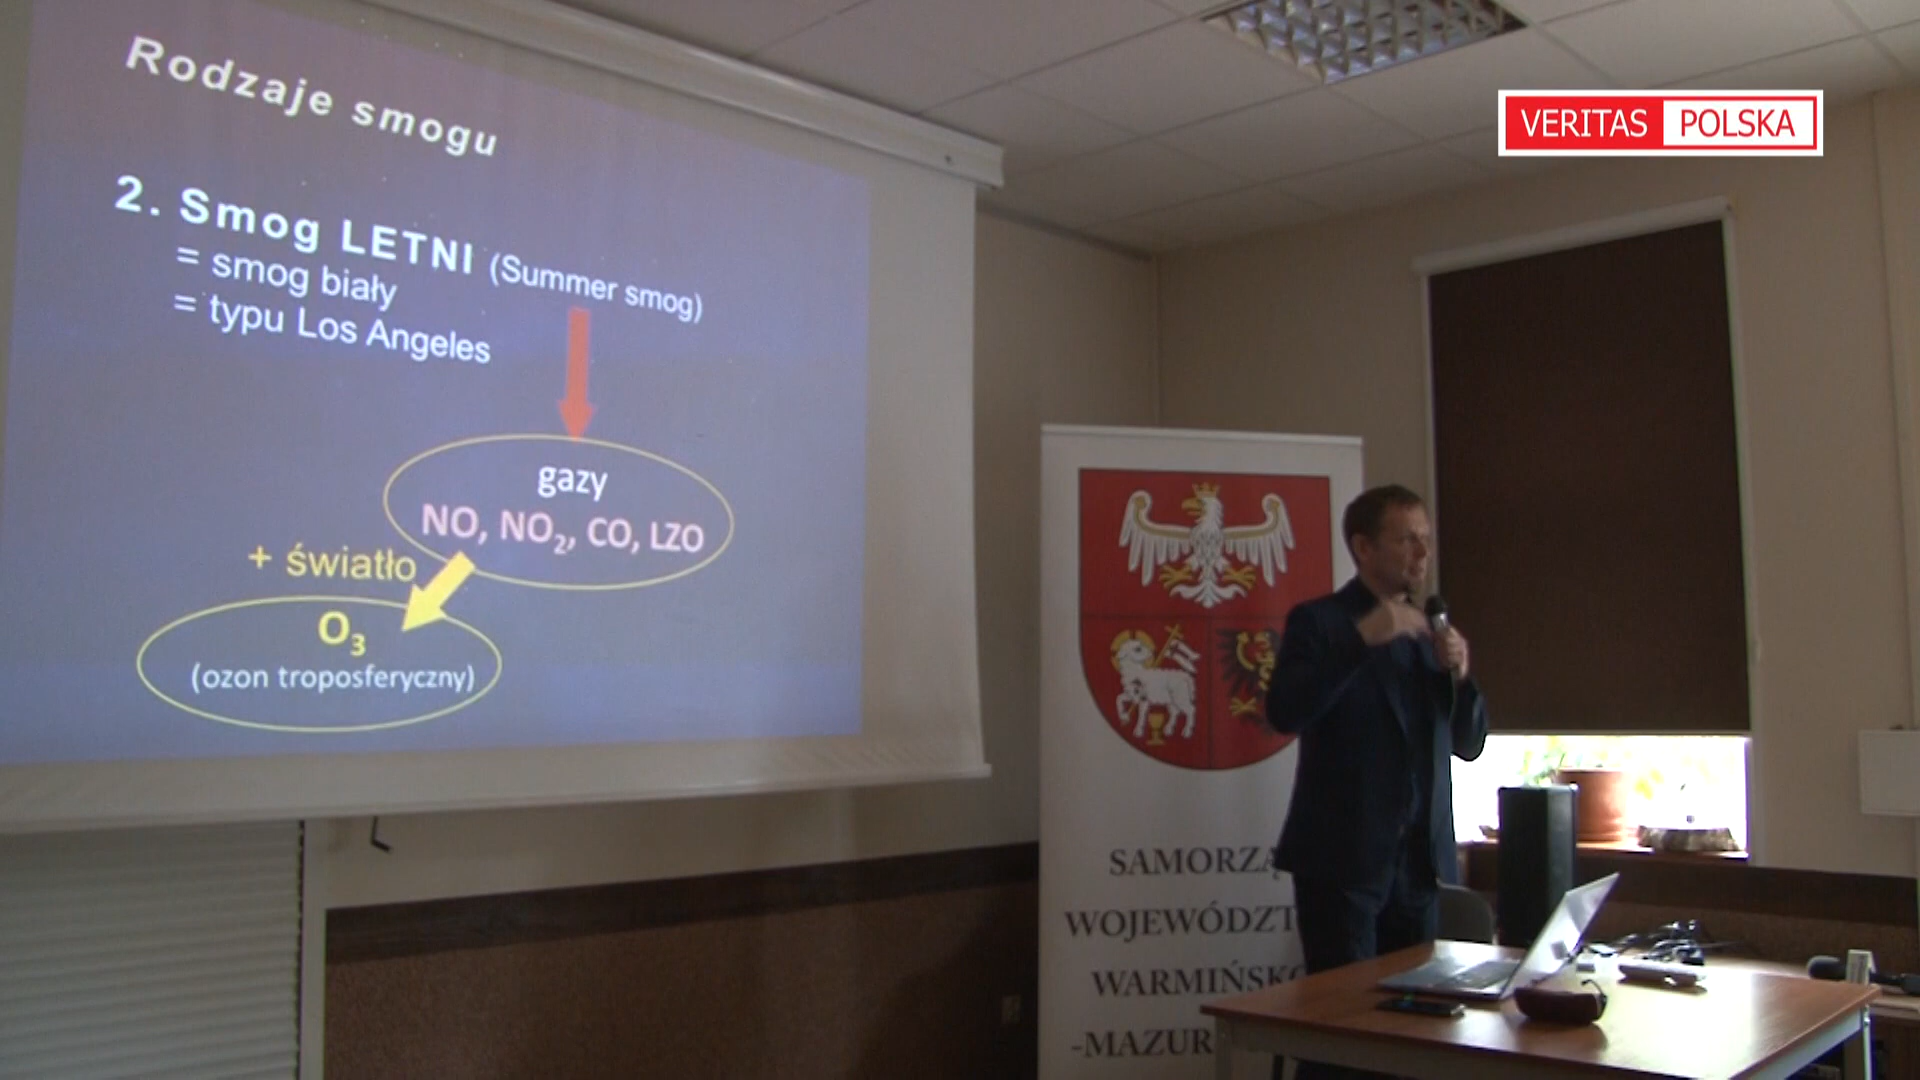 Rodzaje smogu
2. Smog LETNI (Summer smog)
= smog biały
= typu Los Angeles
gazy
NO, NO₂, CO, LZO
+ światło
O₃
(ozon troposferyczny)
VERITAS POLSKA
SAMORZĄ
WOJEWÓDZT
WARMIŃSKO
-MAZUR